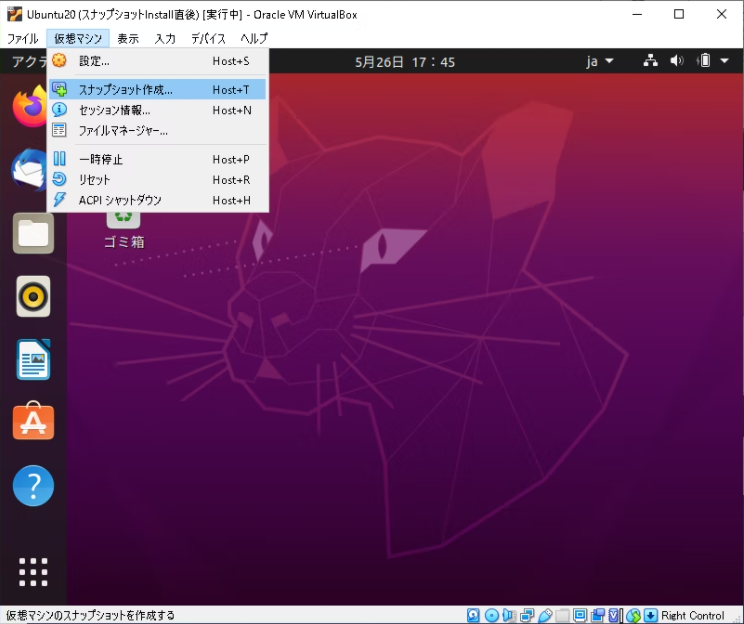 Ubuntu20 (スナップショットInstall直後) [実行中] - Oracle VM VirtualBox
ファイル 仮想マシン 表示 入力 デバイス ヘルプ
アクテ 5月26日 17：45 ja
設定... Host+S
スナップショット作成... Host+T
セッション情報... Host+N
ファイルマネージャー...
一時停止 Host+P
リセット Host+R
ACPI シャットダウン Host+H
ゴミ箱
仮想マシンのスナップショットを作成する Right Control